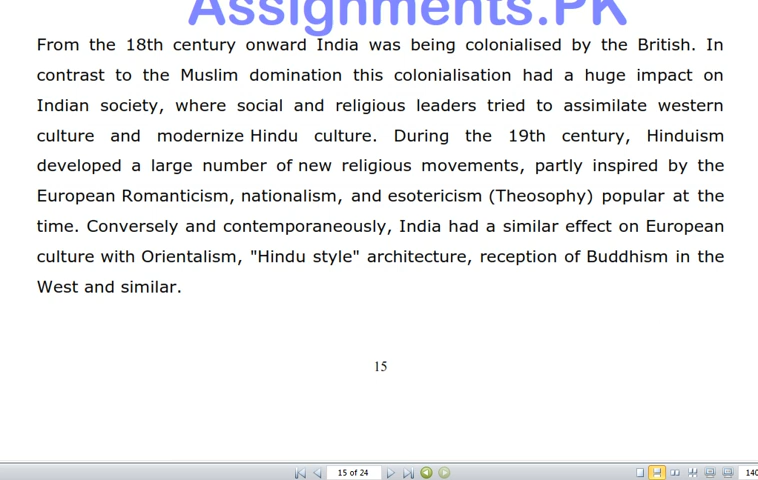 Assignments.PK
From the 18th century onward India was being colonialised by the British. In
contrast to the Muslim domination this colonialisation had a huge impact on
Indian society, where social and religious leaders tried to assimilate western
culture and modernize Hindu culture. During the 19th century, Hinduism
developed a large number of new religious movements, partly inspired by the
European Romanticism, nationalism, and esotericism (Theosophy) popular at the
time. Conversely and contemporaneously, India had a similar effect on European
culture with Orientalism, "Hindu style" architecture, reception of Buddhism in the
West and similar.
15
15 of 24
140